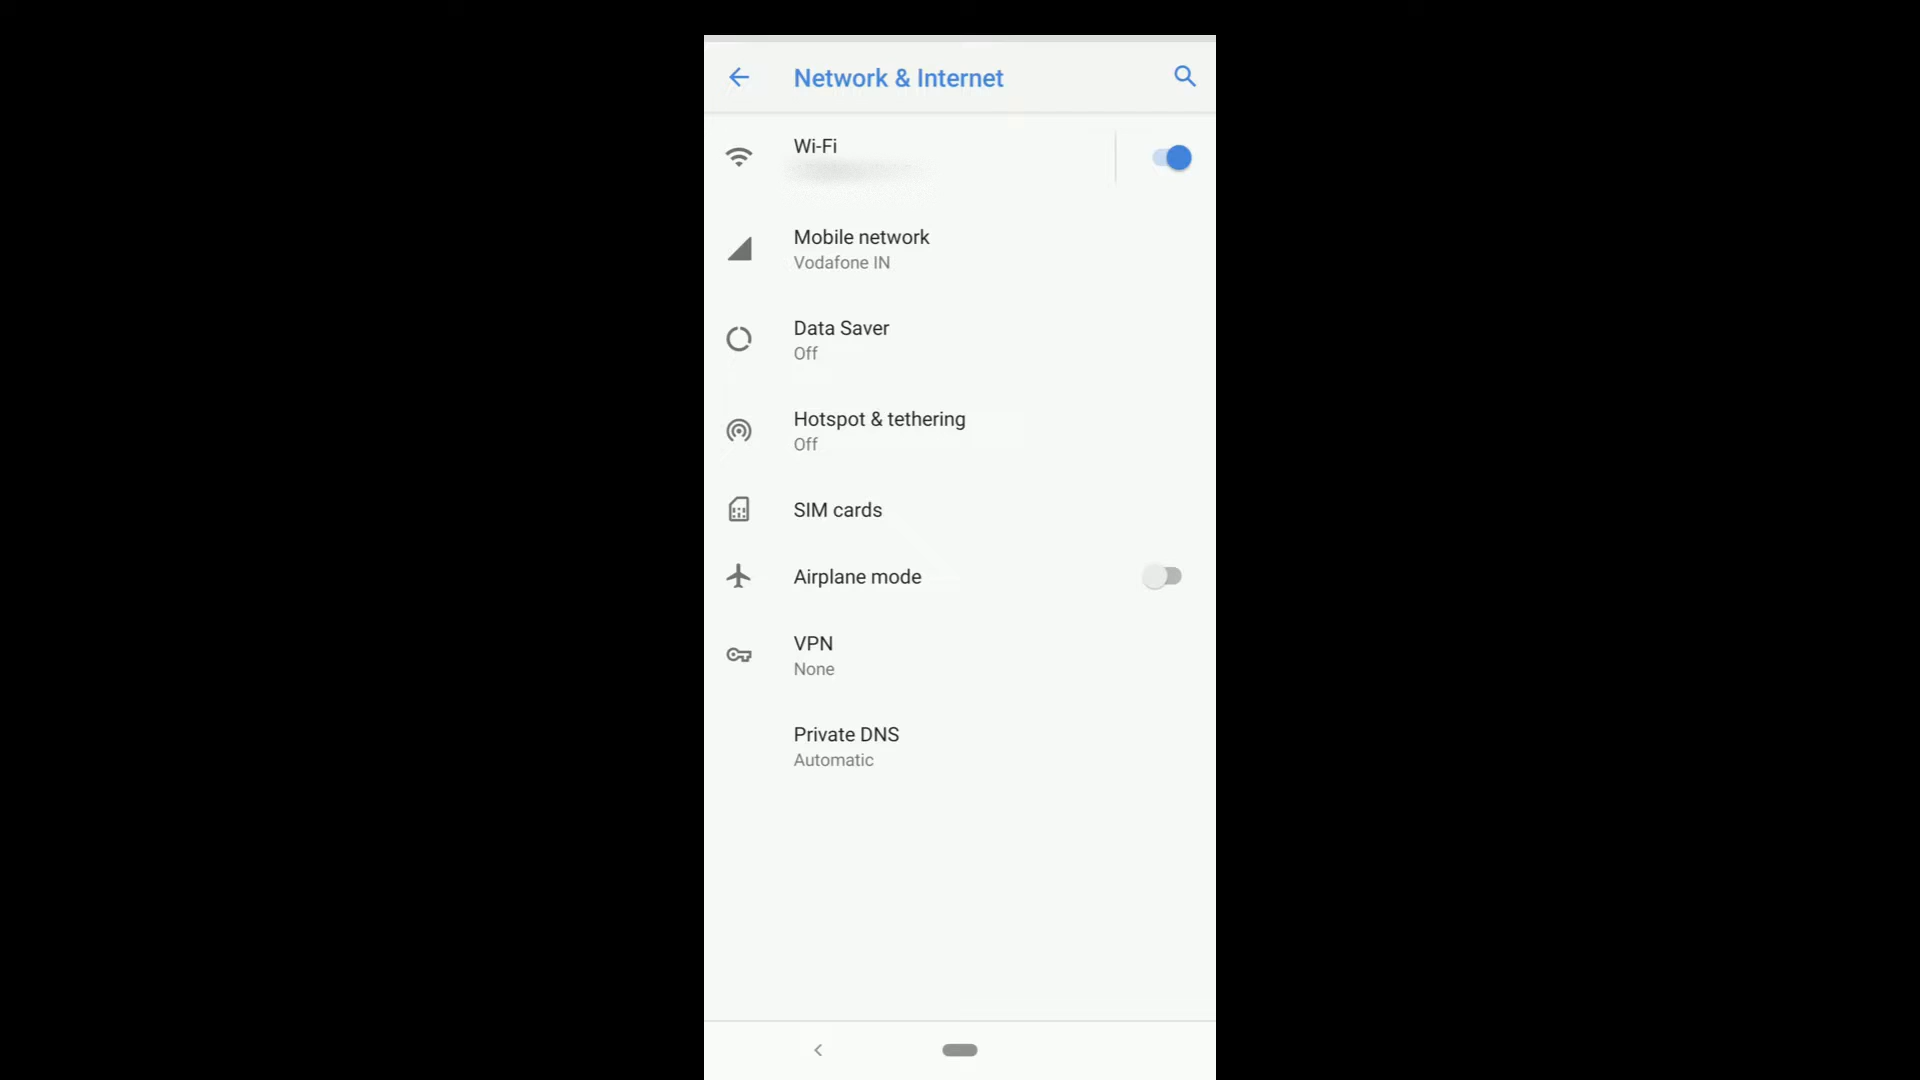 Network & Internet
Wi-Fi
Mobile network
Vodafone IN
Data Saver
Off
Hotspot & tethering
Off
SIM cards
Airplane mode
VPN
None
Private DNS
Automatic